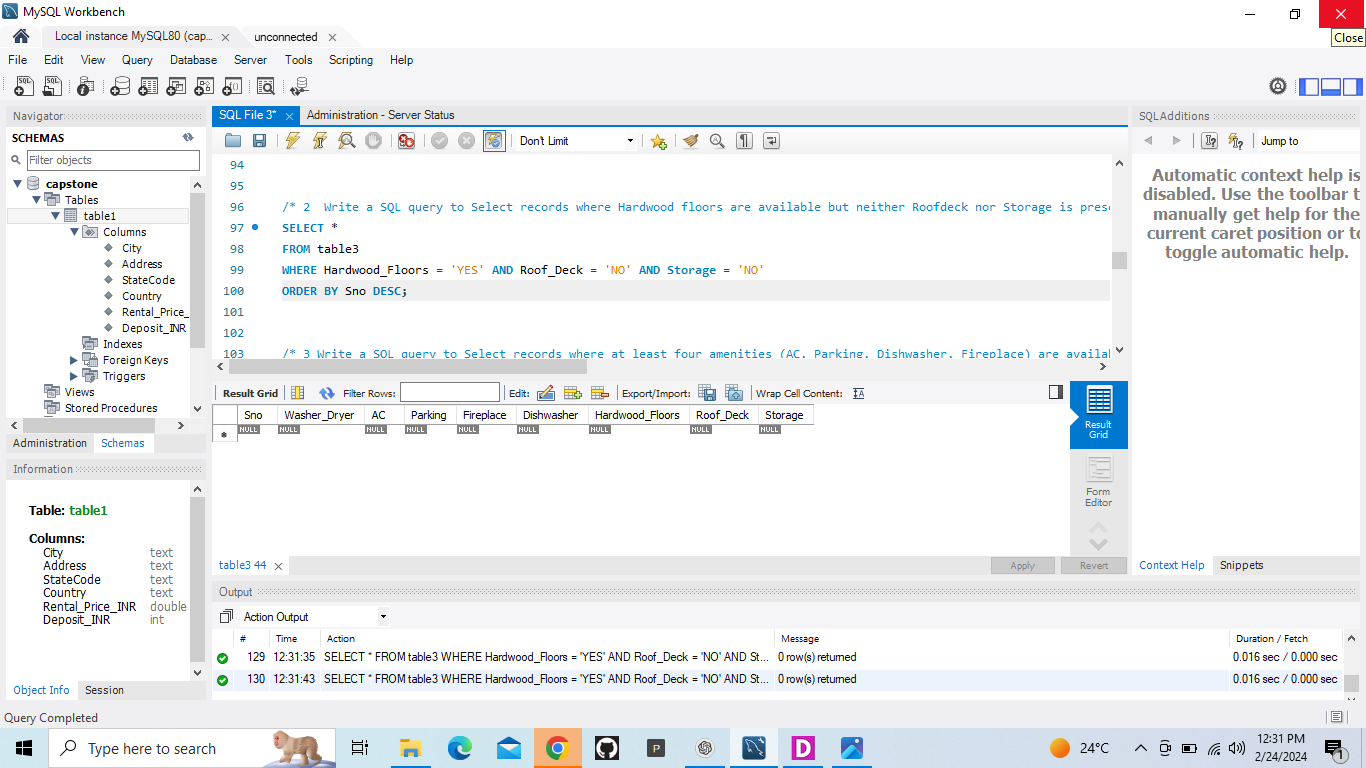 MySQL Workbench
Close
Local instance MySQL80 (cap...
unconnected
File Edit View Query Database Server Tools Scripting Help
Navigator
SQL File 3*
Administration - Server Status
SQLAdditions
SCHEMAS
Don't Limit
Jump to
Filter objects
capstone
Tables
table1
Columns
City
Address
StateCode
Country
Rental_Price_
Deposit_INR
Indexes
Foreign Keys
Triggers
Views
Stored Procedures
Administration Schemas
94
95
96 /* 2 Write a SQL query to Select records where Hardwood floors are available but neither Roofdeck nor Storage is prese
97 SELECT *
98 FROM table3
99 WHERE Hardwood_Floors = 'YES' AND Roof_Deck = 'NO' AND Storage = 'NO'
100 ORDER BY Sno DESC;
101
102
103 /* 3 Write a SQL query to Select records where at least four amenities (AC, Parking, Dishwasher, Fireplace) are availal
Automatic context help is
disabled. Use the toolbar t
manually get help for the
current caret position or to
toggle automatic help.
Result Grid Filter Rows: Edit: Export/Import: Wrap Cell Content:
Sno Washer_Dryer AC Parking Fireplace Dishwasher Hardwood_Floors Roof_Deck Storage
NULL NULL NULL NULL NULL NULL NULL NULL NULL
Result
Grid
Form
Editor
Information
Table: table1
Columns:
City text
Address text
StateCode text
Country text
Rental_Price_INR double
Deposit_INR int
Object Info Session
table3 44
Apply Revert
Context Help Snippets
Output
Action Output
# Time Action Message Duration / Fetch
129 12:31:35 SELECT * FROM table3 WHERE Hardwood_Floors = 'YES' AND Roof_Deck = 'NO' AND St... 0 row(s) returned 0.016 sec / 0.000 sec
130 12:31:43 SELECT * FROM table3 WHERE Hardwood_Floors = 'YES' AND Roof_Deck = 'NO' AND St... 0 row(s) returned 0.016 sec / 0.000 sec
Query Completed
Type here to search
24°C
12:31 PM
2/24/2024
1